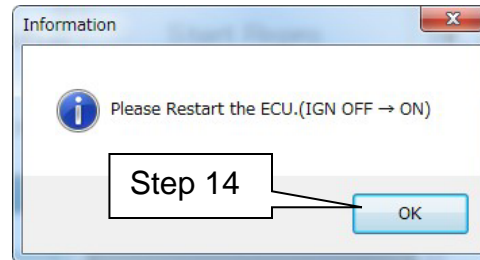 Information
Please Restart the ECU.(IGN OFF → ON)
Step 14
OK